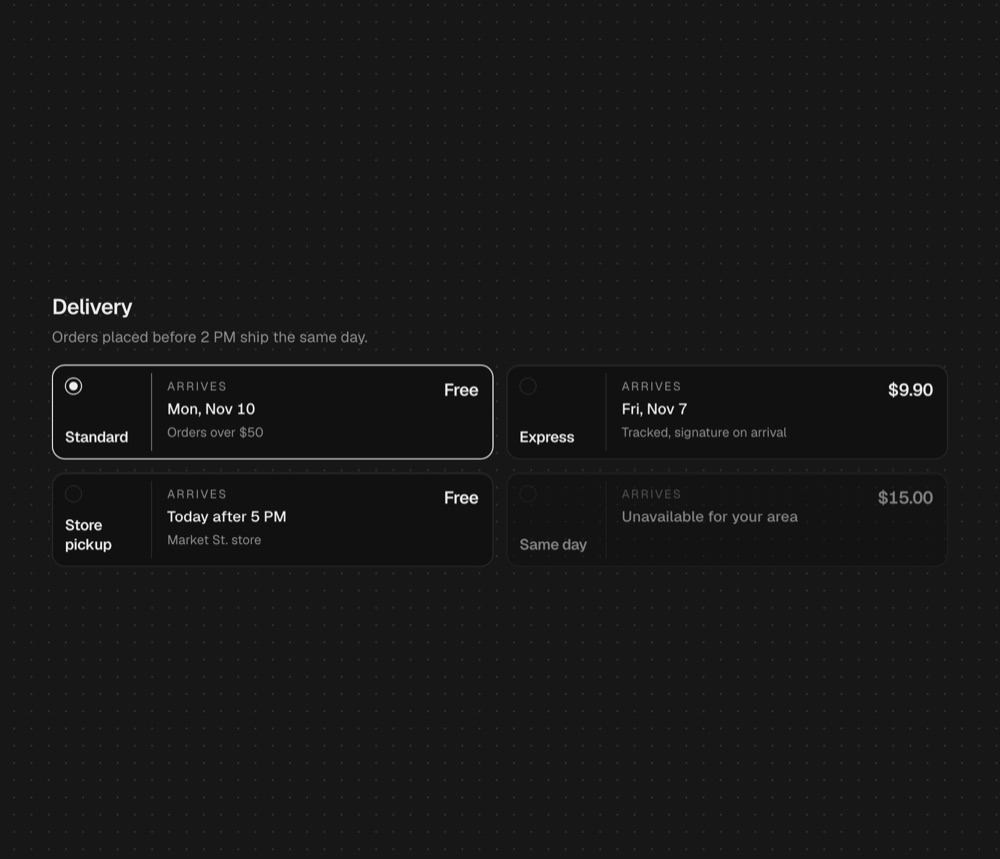 Delivery
Orders placed before 2 PM ship the same day.
Standard
ARRIVES
Mon, Nov 10
Orders over $50
Free
Express
ARRIVES
Fri, Nov 7
Tracked, signature on arrival
$9.90
Store
pickup
ARRIVES
Today after 5 PM
Market St. store
Free
Same day
ARRIVES
Unavailable for your area
$15.00